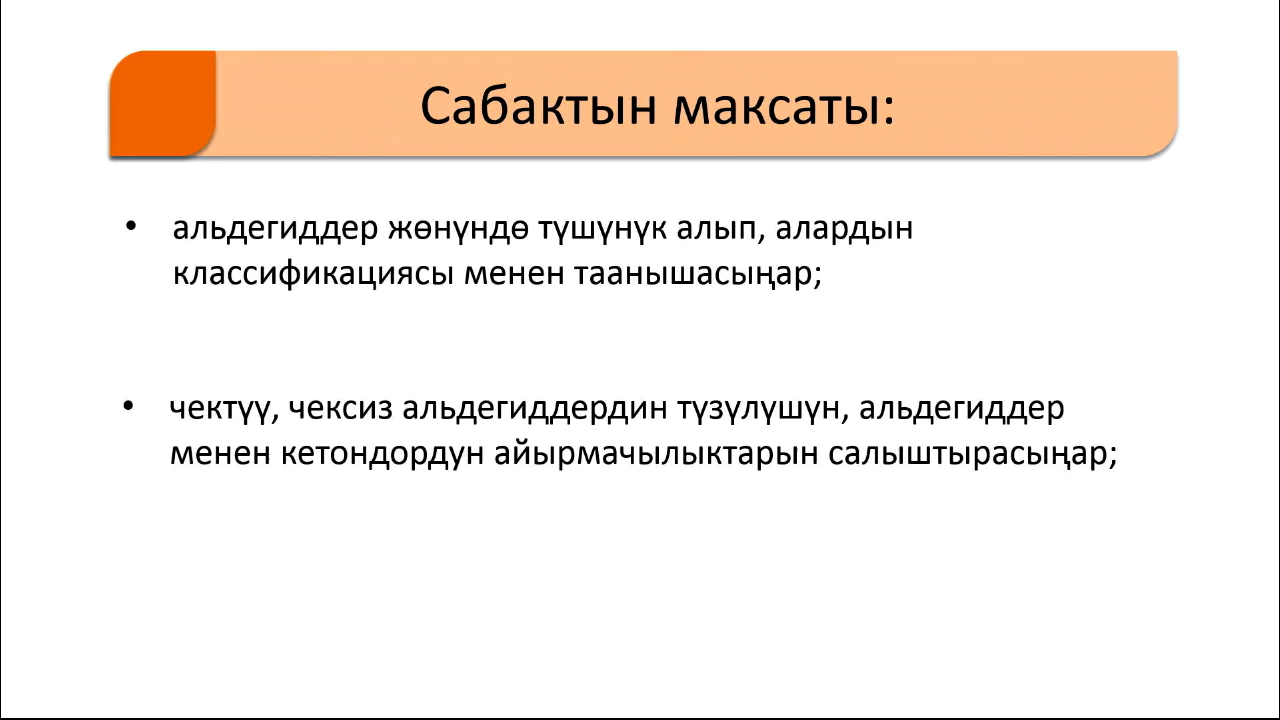 Сабактын максаты:
• альдегиддер жөнүндө түшүнүк алып, алардын
классификациясы менен таанышасыңар;
• чектүү, чексиз альдегиддердин түзүлүшүн, альдегиддер
менен кетондордун айырмачылыктарын салыштырасыңар;